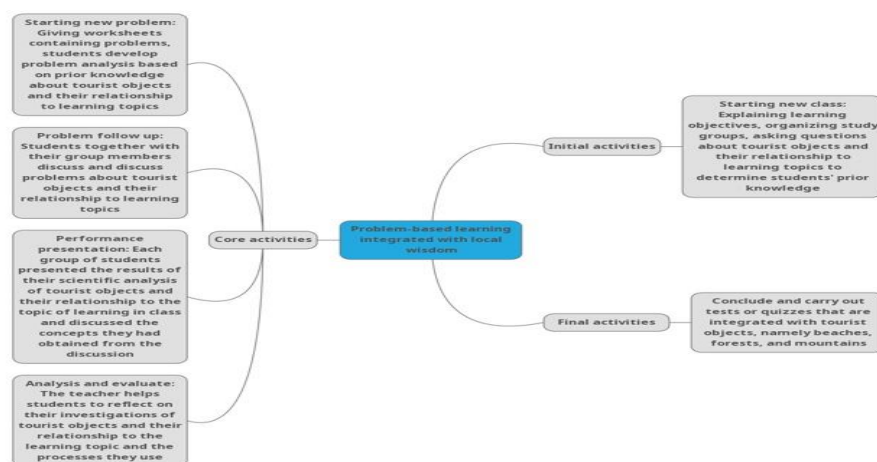 Problem-based learning
integrated with local
wisdom
Initial activities
Starting new class:
Explaining learning
objectives, organizing study
groups, asking questions
about tourist objects and
their relationship to
learning topics to
determine students' prior
knowledge
Core activities
Starting new problem:
Giving worksheets
containing problems,
students develop
problem analysis based
on prior knowledge
about tourist objects
and their relationship
to learning topics
Problem follow up:
Students together with
their group members
discuss and discuss
problems about tourist
objects and their
relationship to learning
topics
Performance
presentation: Each
group of students
presented the results of
their scientific analysis
of tourist objects and
their relationship to the
topic of learning in class
and discussed the
concepts they had
obtained from the
discussion
Analysis and evaluate:
The teacher helps
students to reflect on
their investigations of
tourist objects and their
relationship to the
learning topic and the
processes they use
Final activities
Conclude and carry out
tests or quizzes that are
integrated with tourist
objects, namely beaches,
forests, and mountains